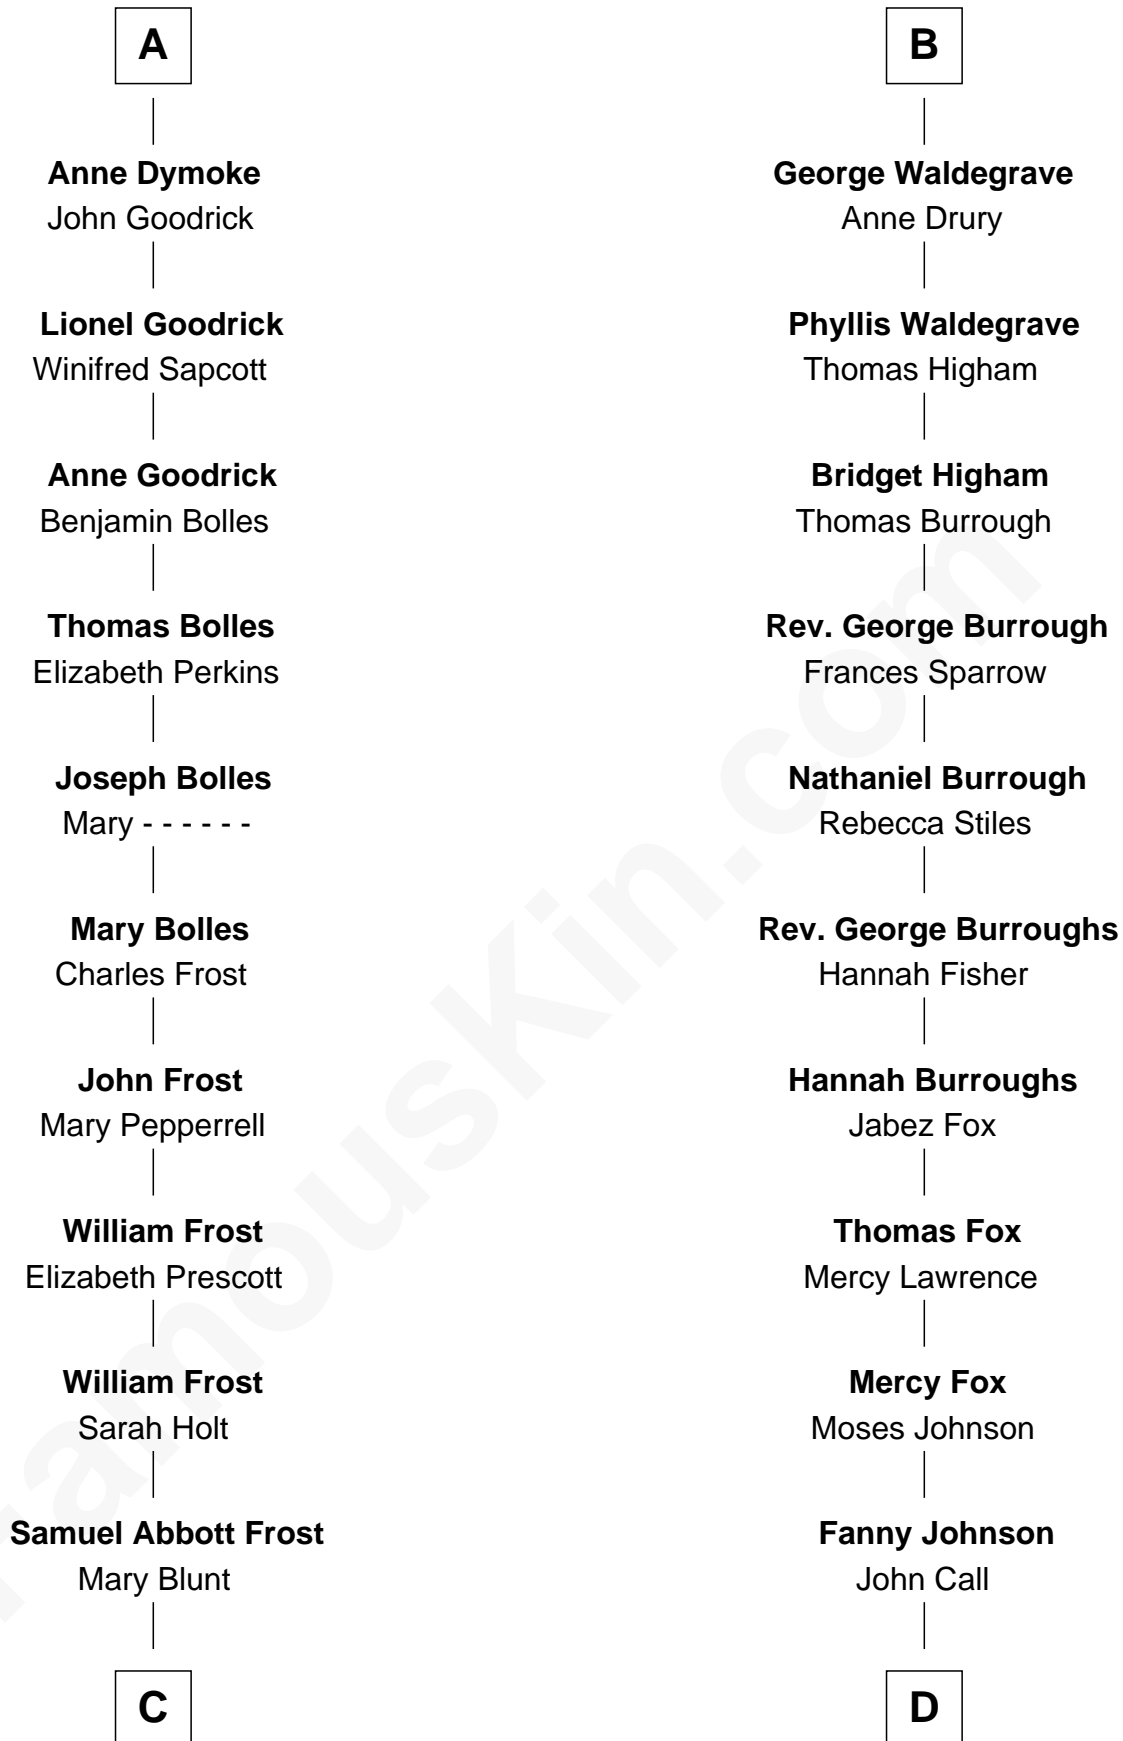 A
Anne Dymoke
John Goodrick
Lionel Goodrick
Winifred Sapcott
Anne Goodrick
Benjamin Bolles
Thomas Bolles
Elizabeth Perkins
Joseph Bolles
Mary - - - - - -
Mary Bolles
Charles Frost
John Frost
Mary Pepperrell
William Frost
Elizabeth Prescott
William Frost
Sarah Holt
Samuel Abbott Frost
Mary Blunt
C
B
George Waldegrave
Anne Drury
Phyllis Waldegrave
Thomas Higham
Bridget Higham
Thomas Burrough
Rev. George Burrough
Frances Sparrow
Nathaniel Burrough
Rebecca Stiles
Rev. George Burroughs
Hannah Fisher
Hannah Burroughs
Jabez Fox
Thomas Fox
Mercy Lawrence
Mercy Fox
Moses Johnson
Fanny Johnson
John Call
D
FamousKin.com